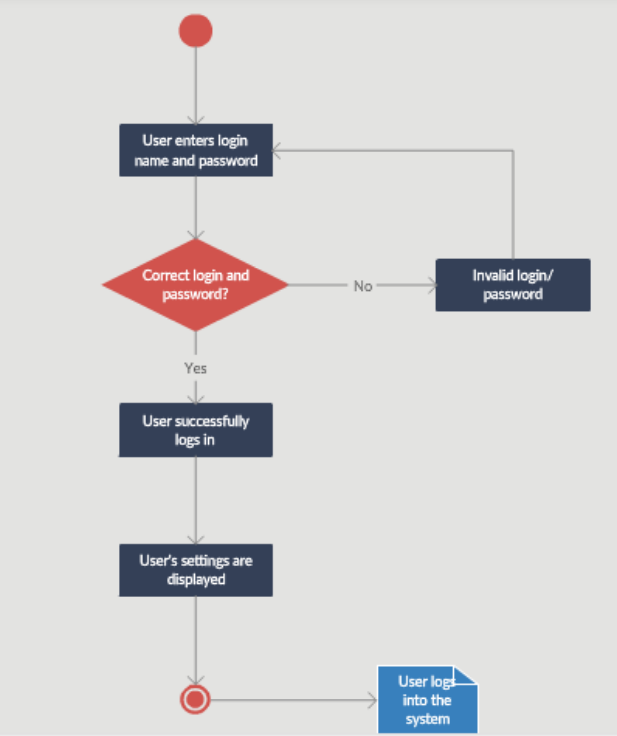 User enters login
name and password
Correct login and
password?
No
Invalid login/
password
Yes
User successfully
logs in
User's settings are
displayed
User logs
into the
system